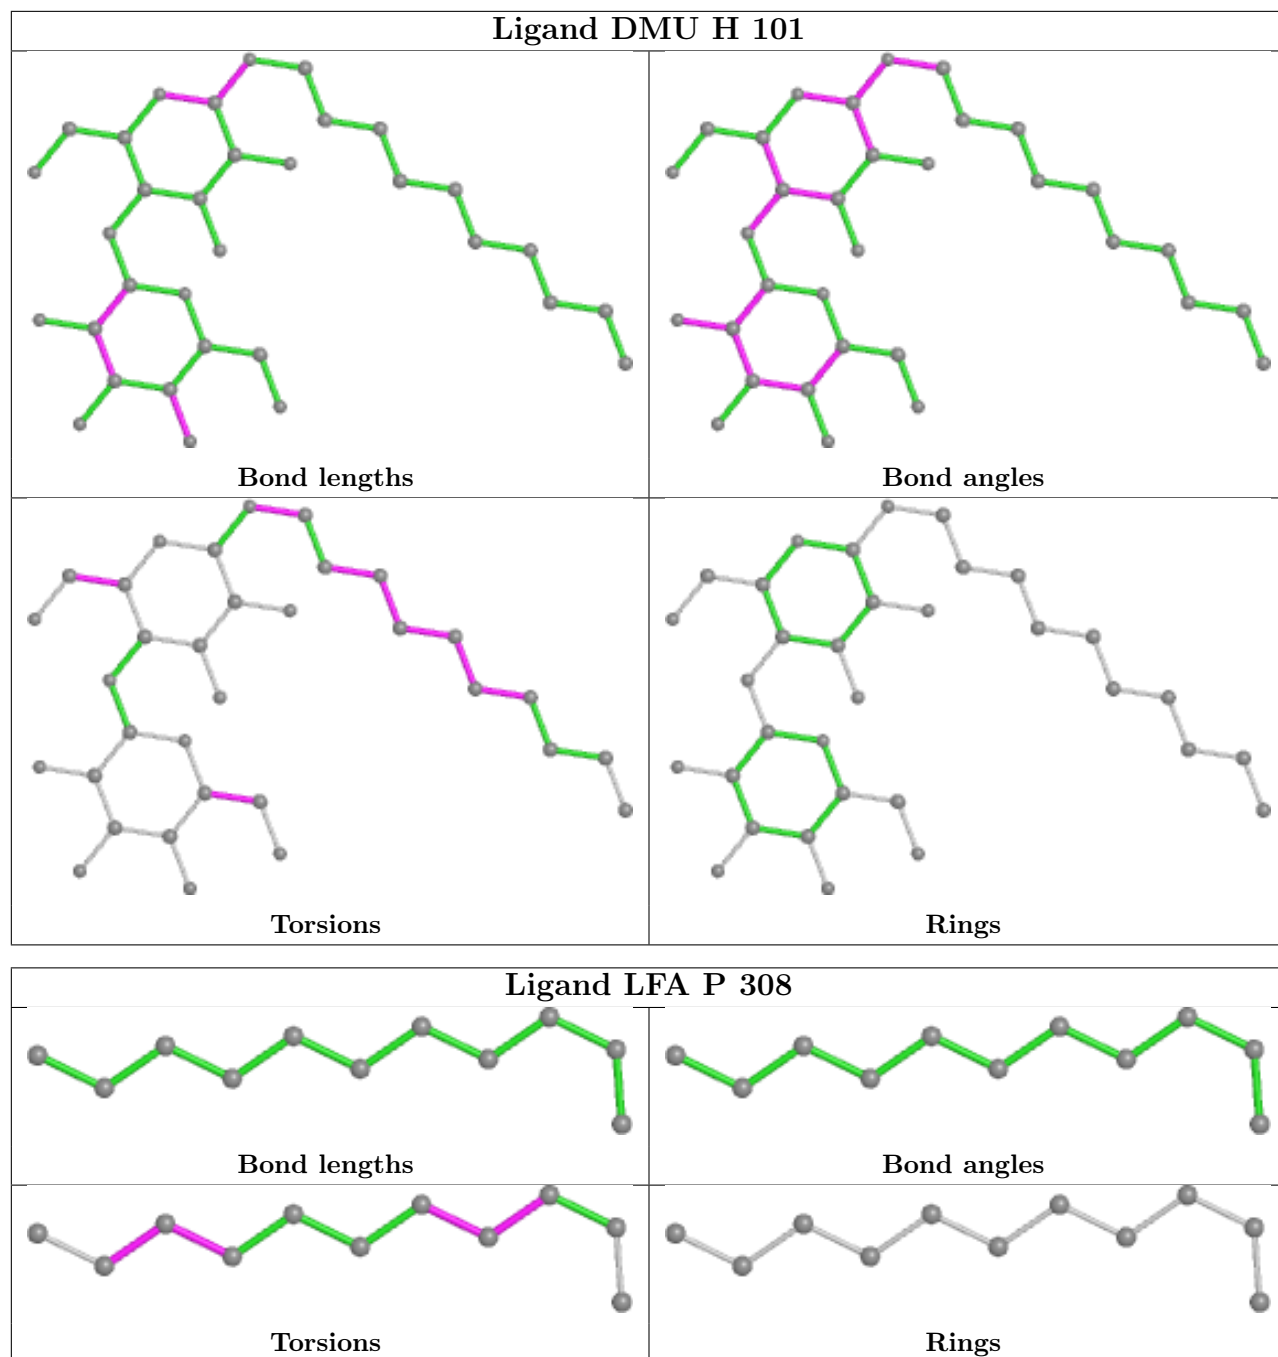 Ligand DMU H 101
Bond lengths
Bond angles
Torsions
Rings
Ligand LFA P 308
Bond lengths
Bond angles
Torsions
Rings